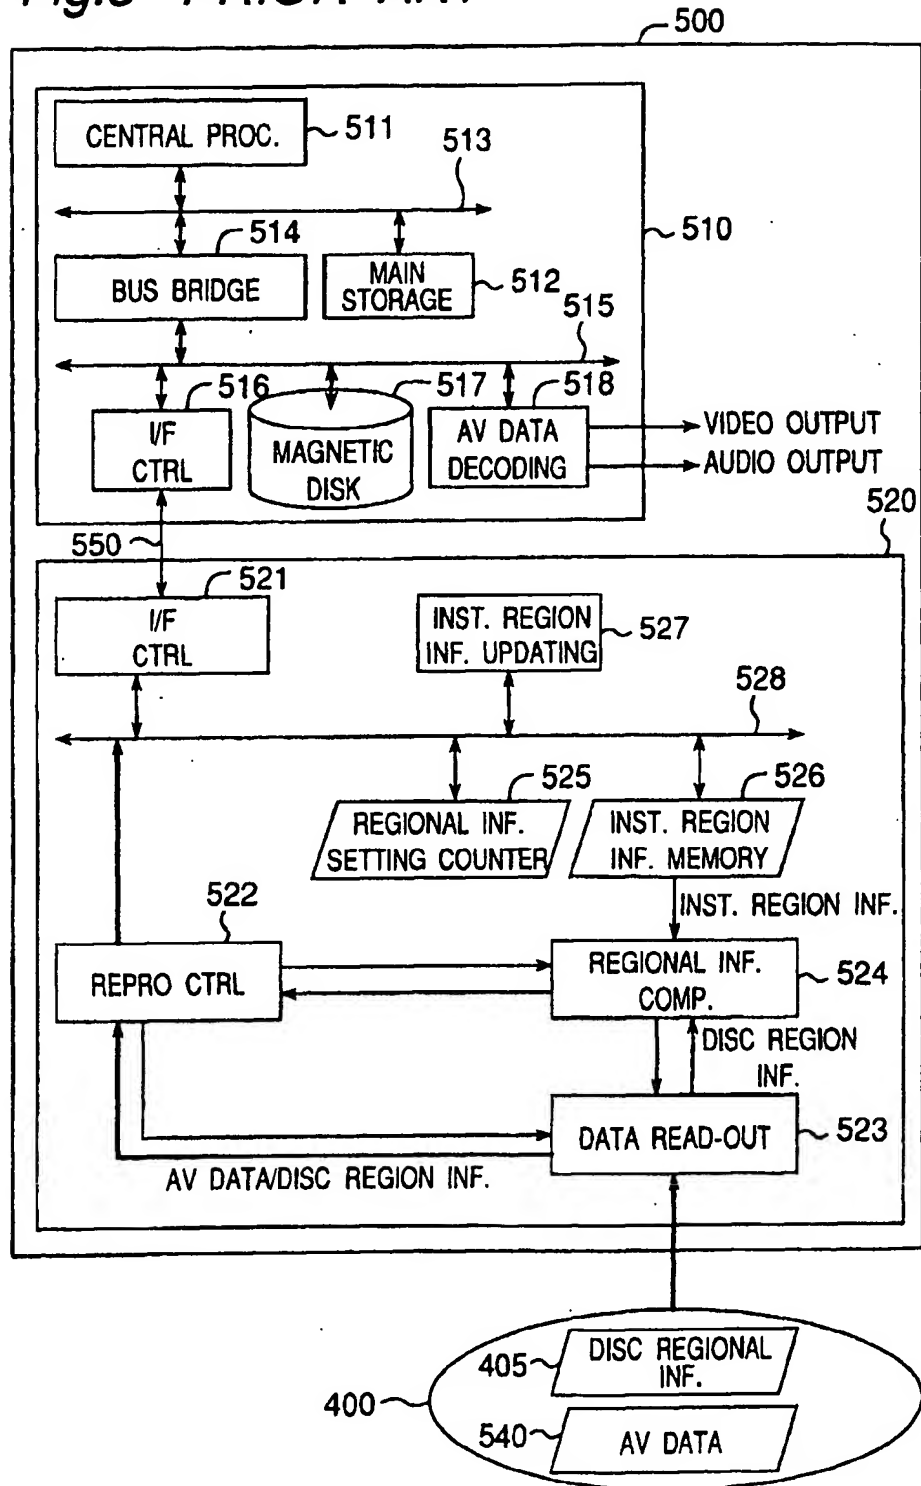 PRIOR ART
500
CENTRAL PROC.
511
513
510
514
BUS BRIDGE
MAIN
STORAGE
512
515
516
I/F
CTRL
517
MAGNETIC
DISK
518
AV DATA
DECODING
VIDEO OUTPUT
AUDIO OUTPUT
550
520
521
I/F
CTRL
INST. REGION
INF. UPDATING
527
528
525
REGIONAL INF.
SETTING COUNTER
526
INST. REGION
INF. MEMORY
INST. REGION INF.
522
REPRO CTRL
REGIONAL INF.
COMP.
524
DISC REGION
INF.
DATA READ-OUT
523
AV DATA/DISC REGION INF.
405
DISC REGIONAL
INF.
400
540
AV DATA